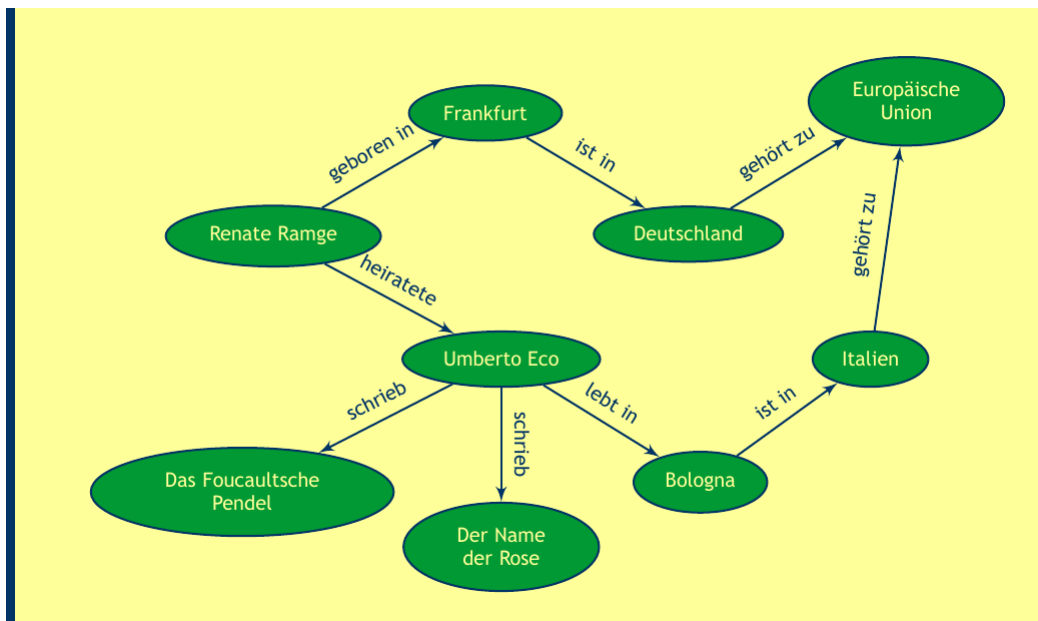 Europäische
Union
Frankfurt
geboren in
ist in
gehört zu
Renate Ramge
Deutschland
gehört zu
heiratete
Umberto Eco
Italien
schrieb
schrieb
lebt in
ist in
Das Foucaultsche
Pendel
Bologna
Der Name
der Rose